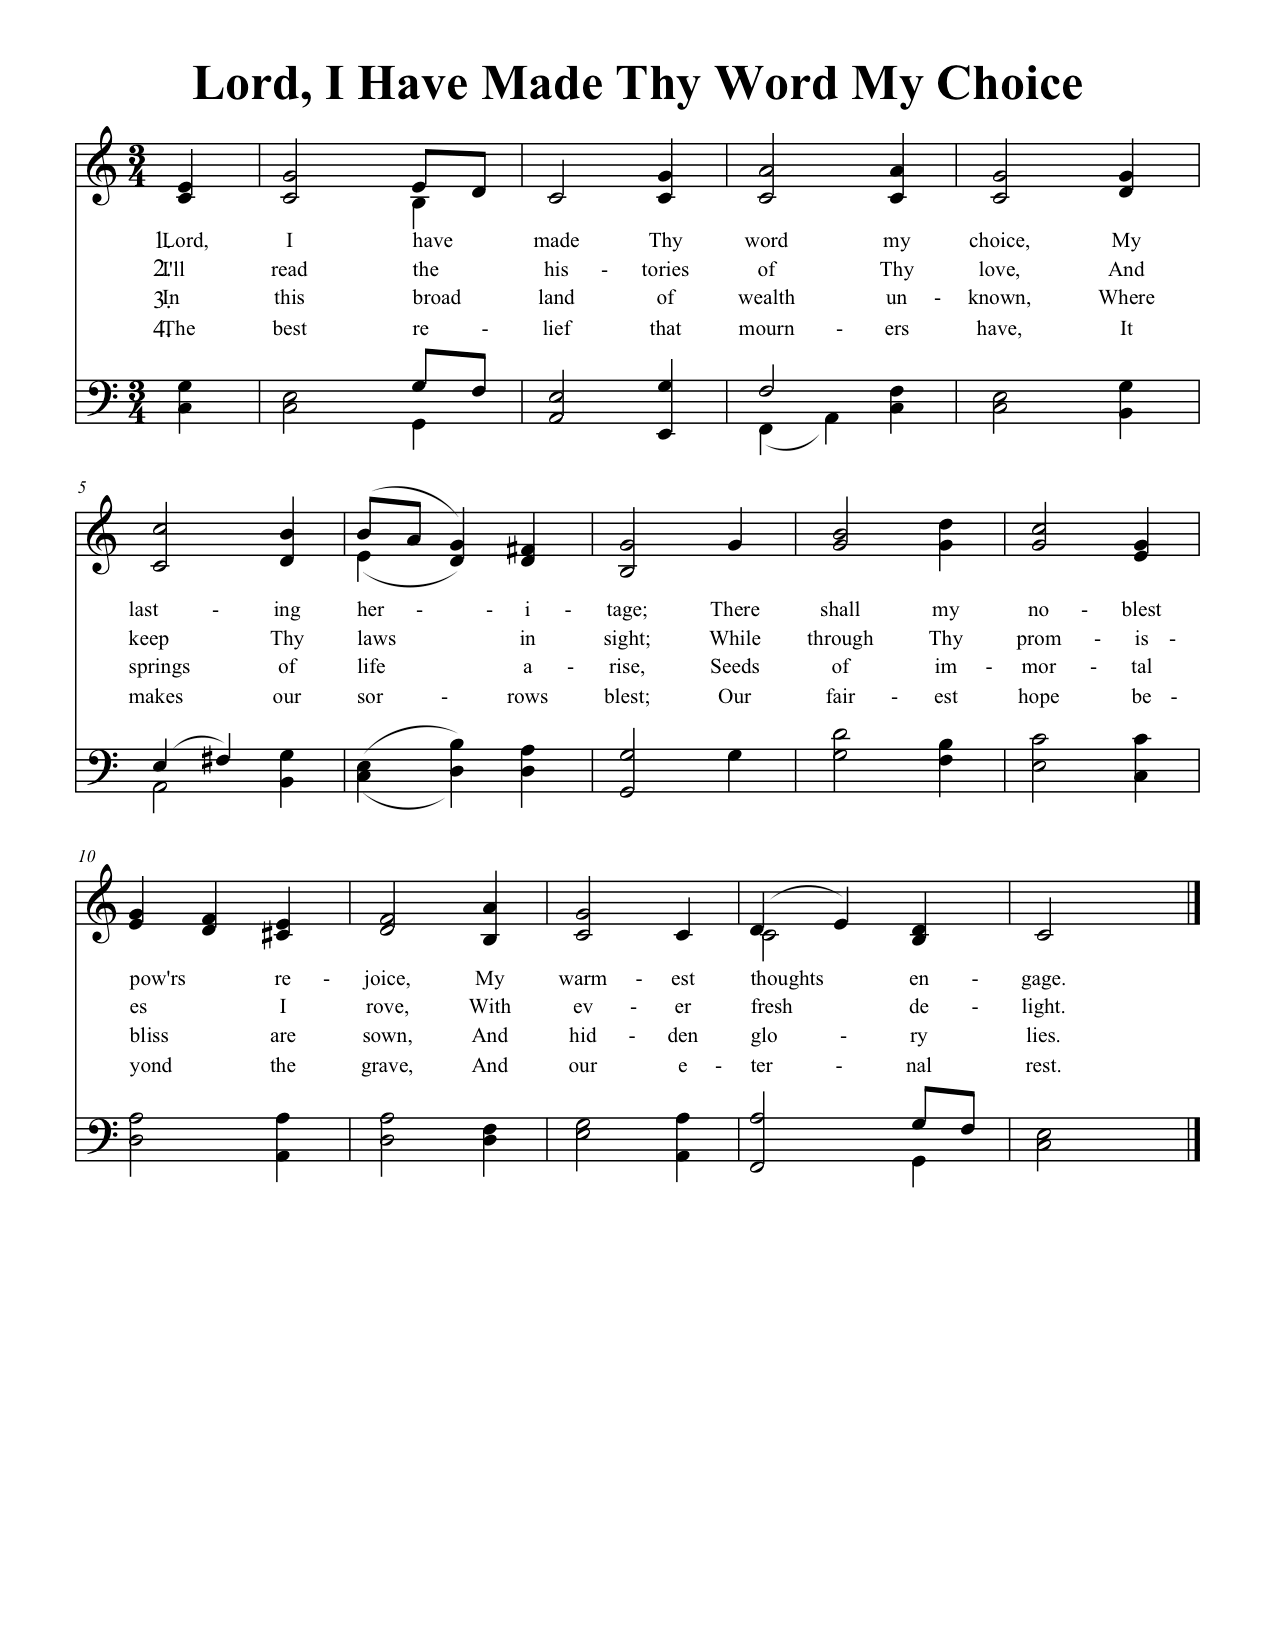 Lord, I Have Made Thy Word My Choice
3
4
1. Lord, I have made Thy word my choice, My
2. I'll read the his - tories of Thy love, And
3. In this broad land of wealth un - known, Where
4. The best re - lief that mourn - ers have, It
3
4
5
last - ing her - - i - tage; There shall my no - blest
keep Thy laws in sight; While through Thy prom - is -
springs of life a - rise, Seeds of im - mor - tal
makes our sor - rows blest; Our fair - est hope be -
10
pow'rs re - joice, My warm - est thoughts en - gage.
es I rove, With ev - er fresh de - light.
bliss are sown, And hid - den glo - ry lies.
yond the grave, And our e - ter - nal rest.